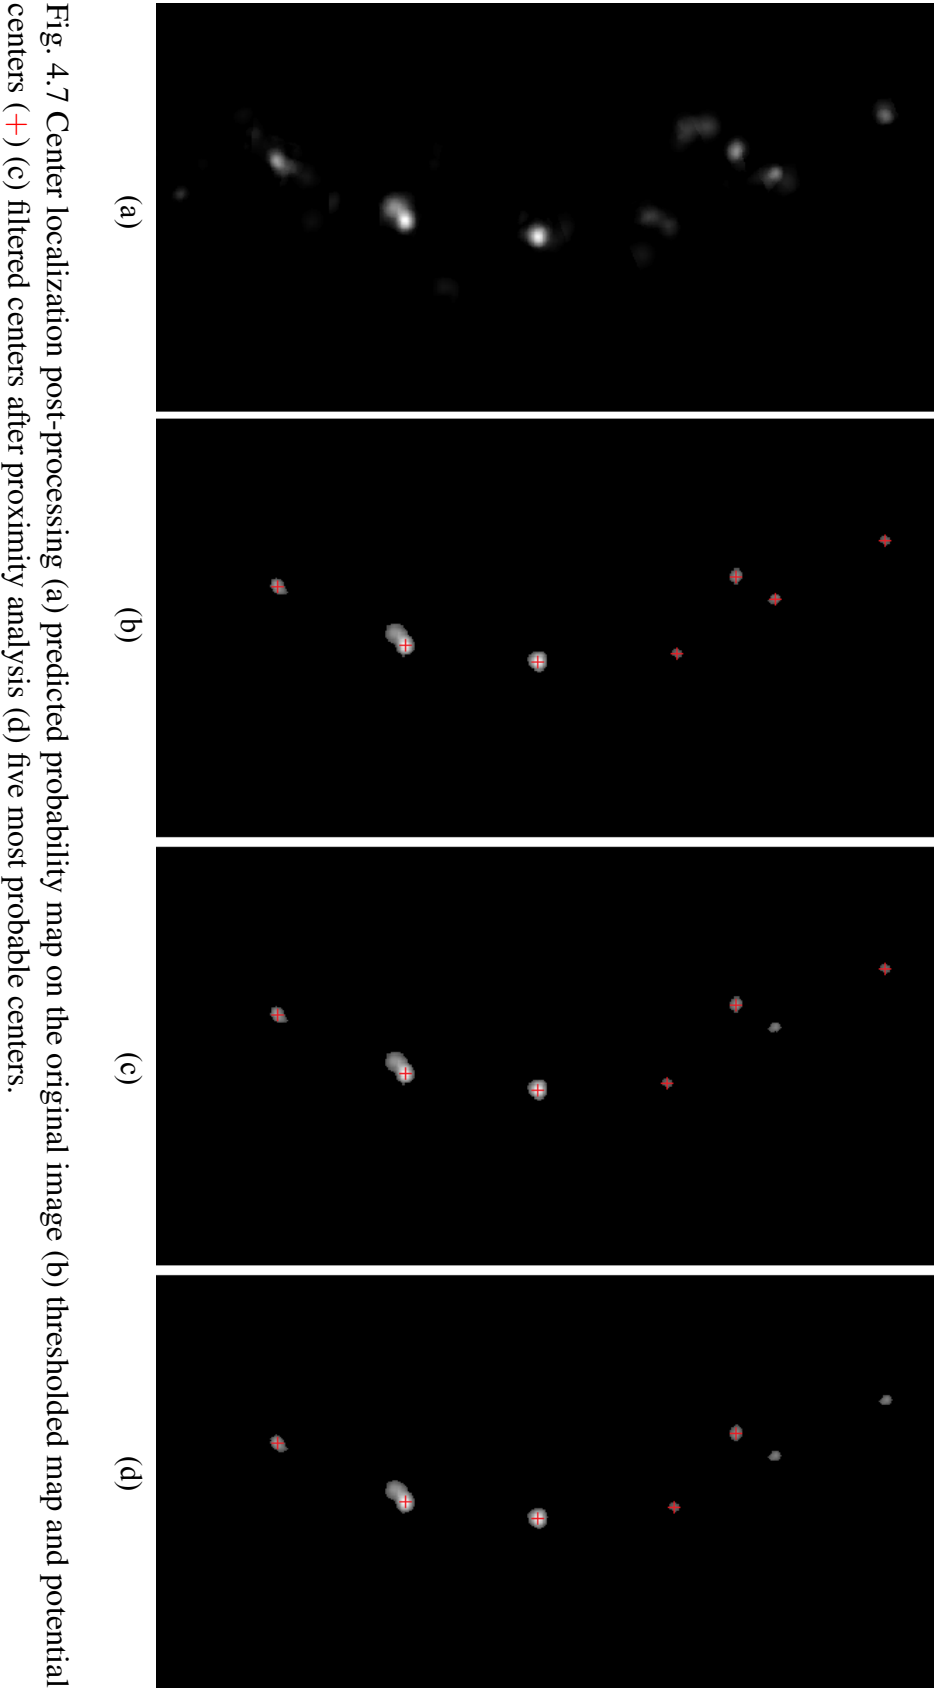 (a)
(b)
(c)
(d)
Fig. 4.7 Center localization post-processing (a) predicted probability map on the original image (b) thresholded map and potential
centers (+) (c) filtered centers after proximity analysis (d) five most probable centers.